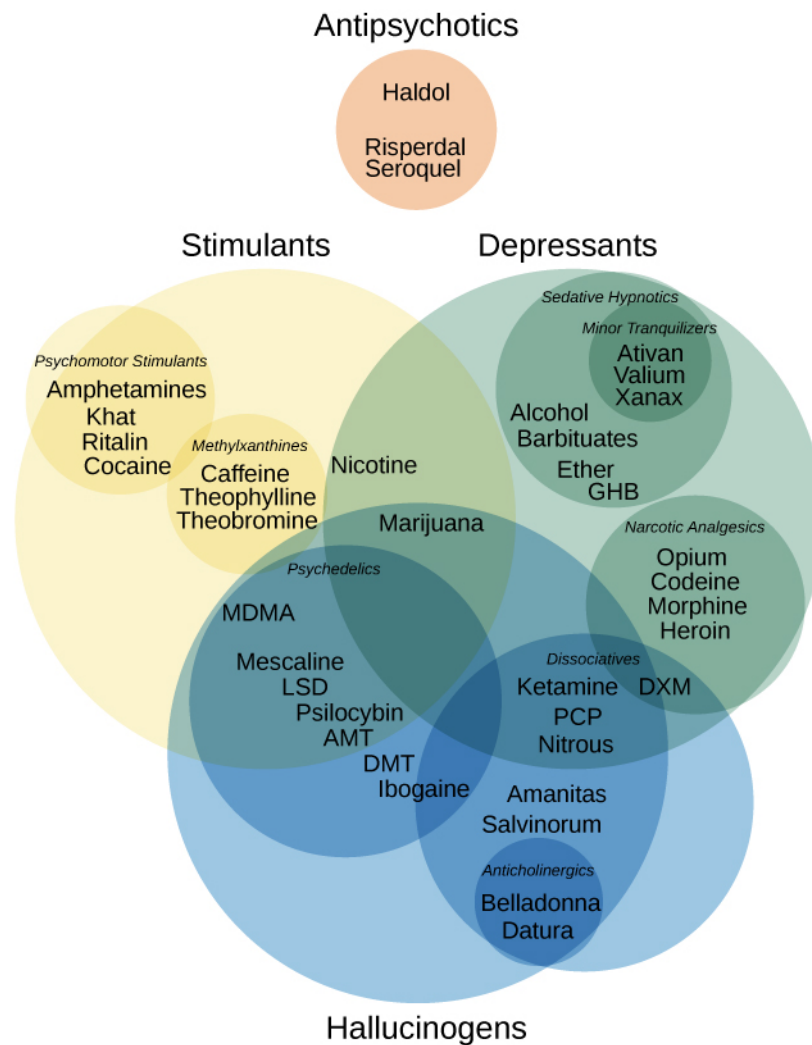 Antipsychotics
Haldol
Risperdal
Seroquel
Stimulants
Depressants
Psychomotor Stimulants
Amphetamines
Khat
Ritalin
Cocaine
Methylxanthines
Caffeine
Theophylline
Theobromine
Nicotine
Marijuana
Sedative Hypnotics
Minor Tranquilizers
Ativan
Valium
Xanax
Alcohol
Barbituates
Ether
GHB
Narcotic Analgesics
Opium
Codeine
Morphine
Heroin
Psychedelics
MDMA
Mescaline
LSD
Psilocybin
AMT
DMT
Ibogaine
Dissociatives
Ketamine
DXM
PCP
Nitrous
Amanitas
Salvinorum
Anticholinergics
Belladonna
Datura
Hallucinogens